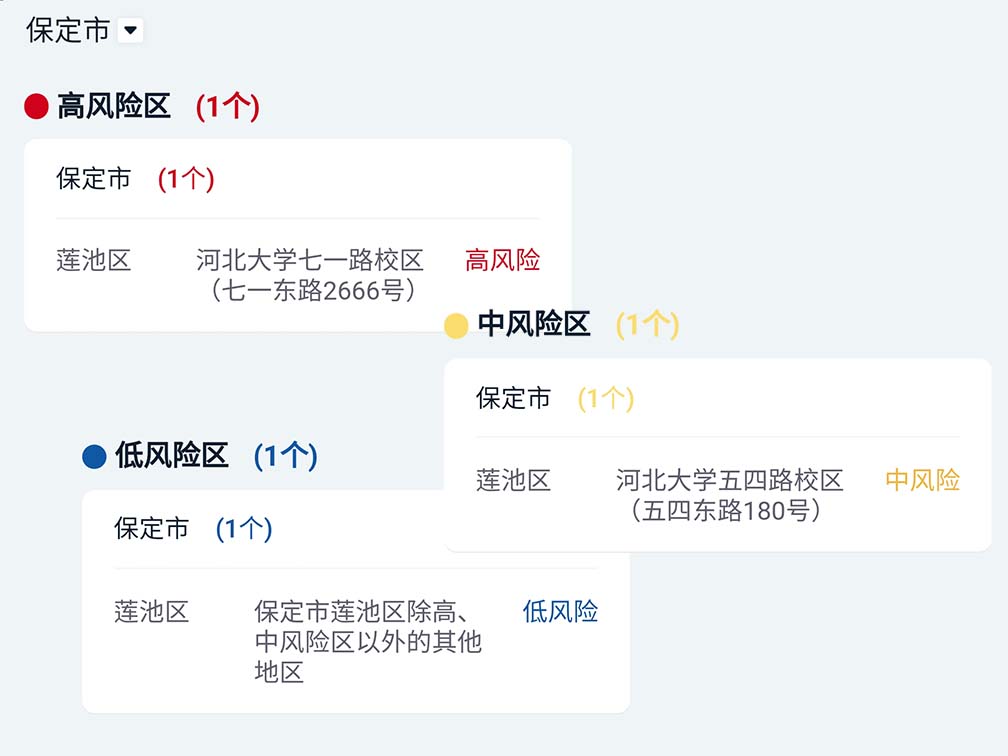 保定市
高风险区 (1个)
保定市 (1个)
莲池区 河北大学七一路校区 高风险
（七一东路2666号）
中风险区 (1个)
保定市 (1个)
莲池区 河北大学五四路校区 中风险
（五四东路180号）
低风险区 (1个)
保定市 (1个)
莲池区 保定市莲池区除高、 低风险
中风险区以外的其他
地区